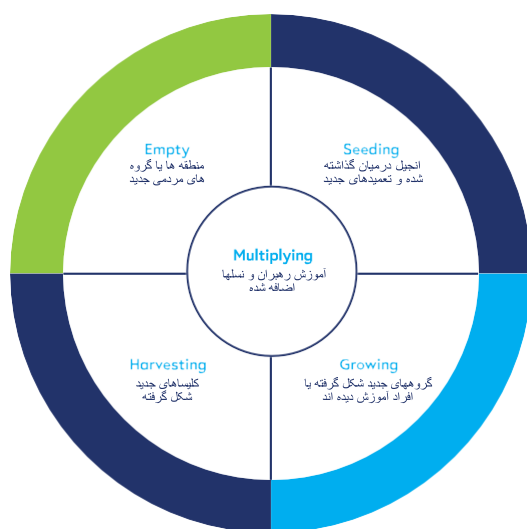 Empty
منطقه ها یا گروه
های مردمی جدید
Seeding
انجیل درمیان گذاشته
شده و تعمیدهای جدید
Multiplying
آموزش رهبران و نسلها
اضافه شده
Harvesting
کلیساهای جدید
شکل گرفته
Growing
گروههای جدید شکل گرفته یا
افراد آموزش دیده اند